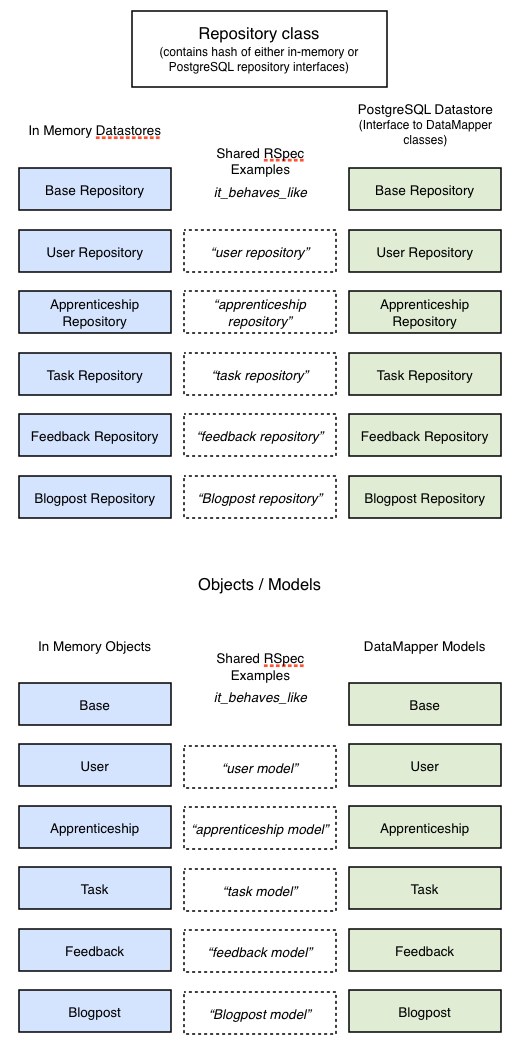 Repository class
(contains hash of either in-memory or
PostgreSQL repository interfaces)
In Memory Datastores
Shared RSpec
Examples
it_behaves_like
PostgreSQL Datastore
(Interface to DataMapper
classes)
Base Repository
Base Repository
User Repository
“user repository”
User Repository
Apprenticeship
Repository
“apprenticeship
repository”
Apprenticeship
Repository
Task Repository
“task repository”
Task Repository
Feedback Repository
“feedback repository”
Feedback Repository
Blogpost Repository
“Blogpost repository”
Blogpost Repository
Objects / Models
In Memory Objects
Shared RSpec
Examples
it_behaves_like
DataMapper Models
Base
Base
User
“user model”
User
Apprenticeship
“apprenticeship model”
Apprenticeship
Task
“task model”
Task
Feedback
“feedback model”
Feedback
Blogpost
“Blogpost model”
Blogpost